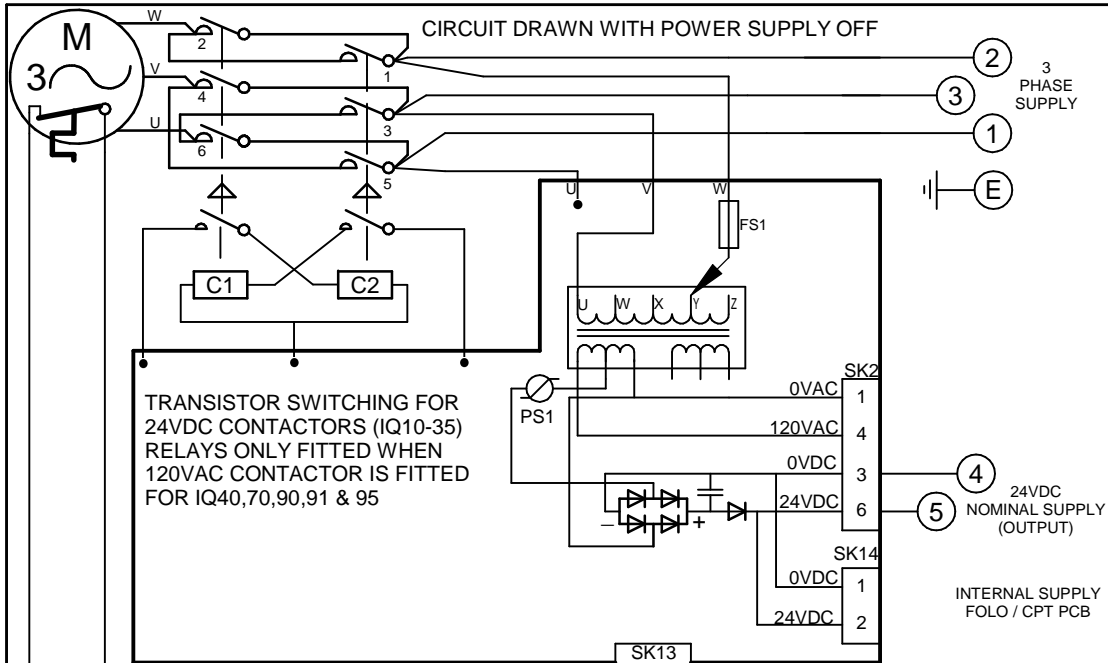 CIRCUIT DRAWN WITH POWER SUPPLY OFF
M
3
W
V
U
2
4
6
1
3
5
2
3
1
E
3
PHASE
SUPPLY
U
V
W
FS1
C1
C2
U W X Y Z
PS1
TRANSISTOR SWITCHING FOR
24VDC CONTACTORS (IQ10-35)
RELAYS ONLY FITTED WHEN
120VAC CONTACTOR IS FITTED
FOR IQ40,70,90,91 & 95
SK2
0VAC 1
120VAC 4
0VDC 3
24VDC 6
4
5
24VDC
NOMINAL SUPPLY
(OUTPUT)
− +
SK14
0VDC 1
24VDC 2
INTERNAL SUPPLY
FOLO / CPT PCB
SK13